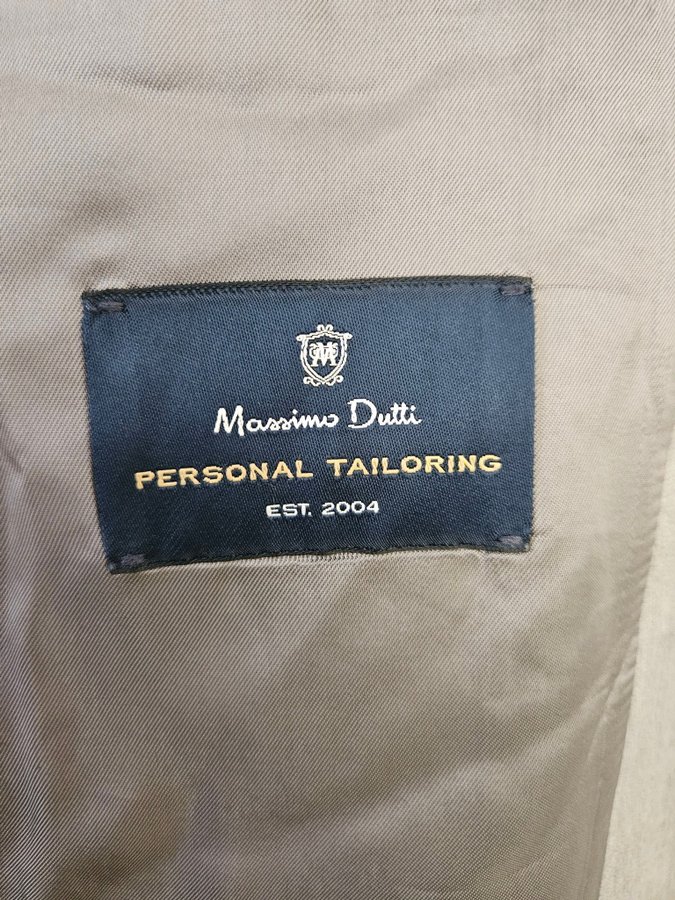 Massimo Dutti
PERSONAL TAILORING
EST. 2004